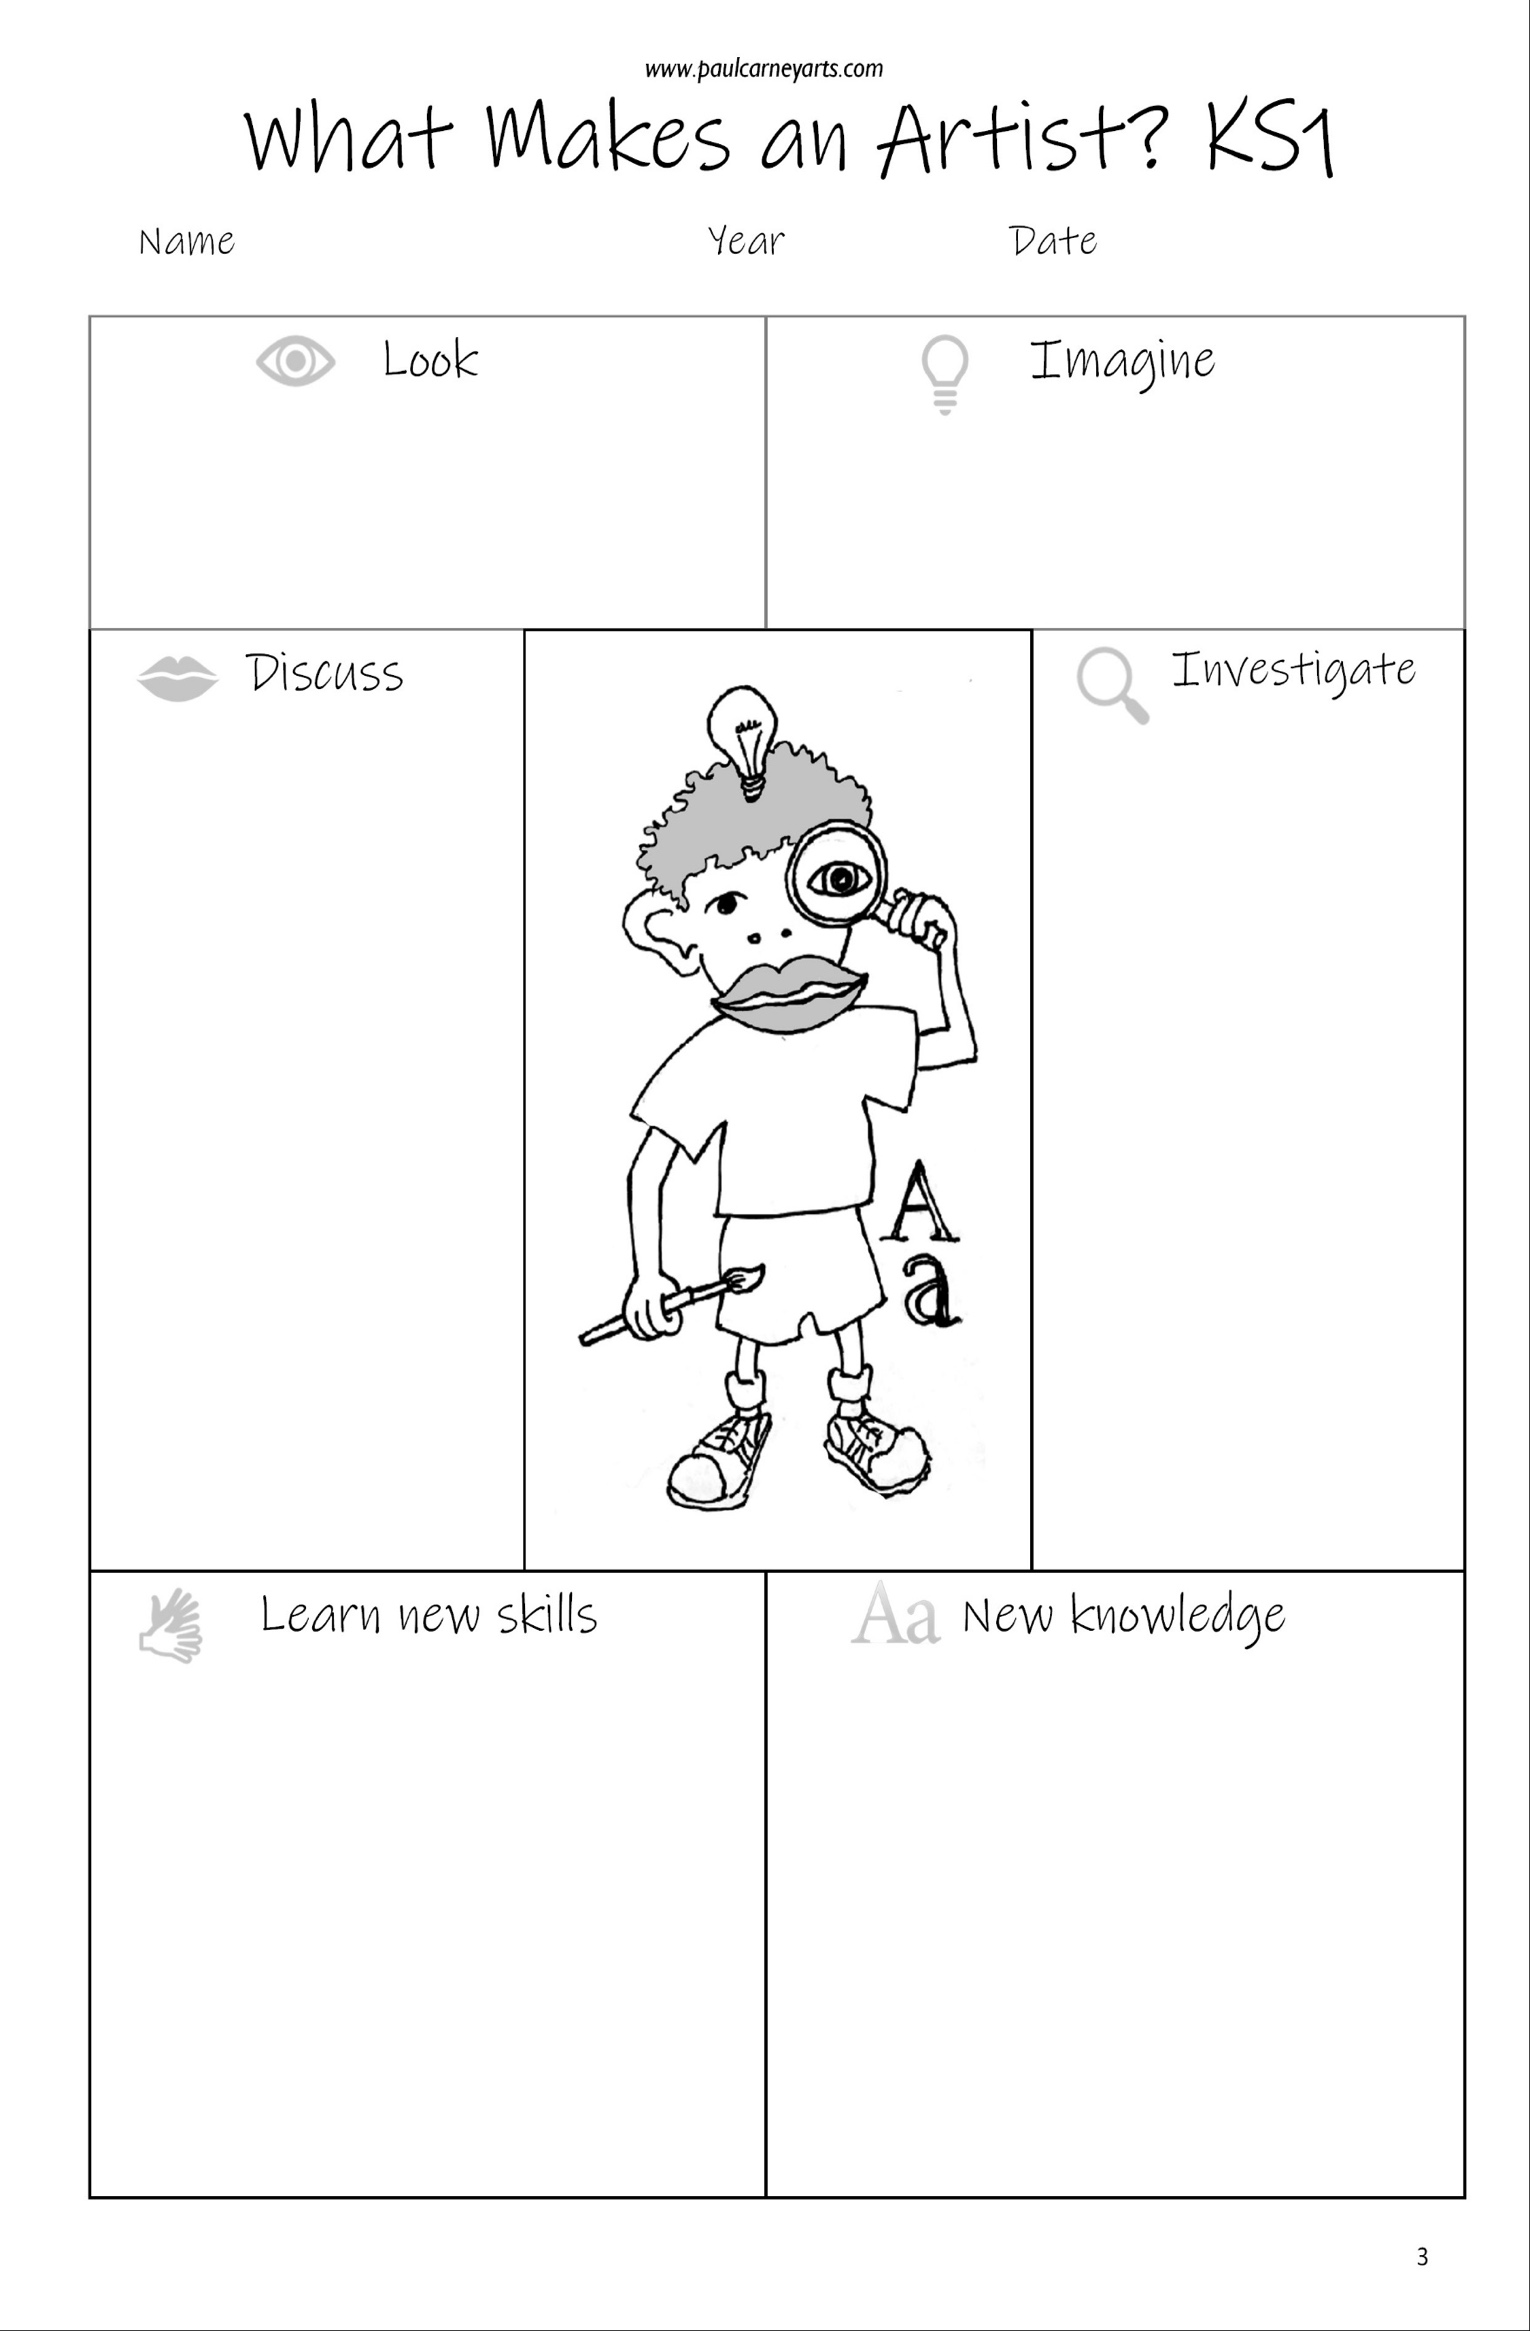 www.paulcarneyarts.com
What Makes an Artist? KS1
Name Year Date
Look
Imagine
Discuss
Investigate
A
a
Learn new skills
Aa New knowledge
3